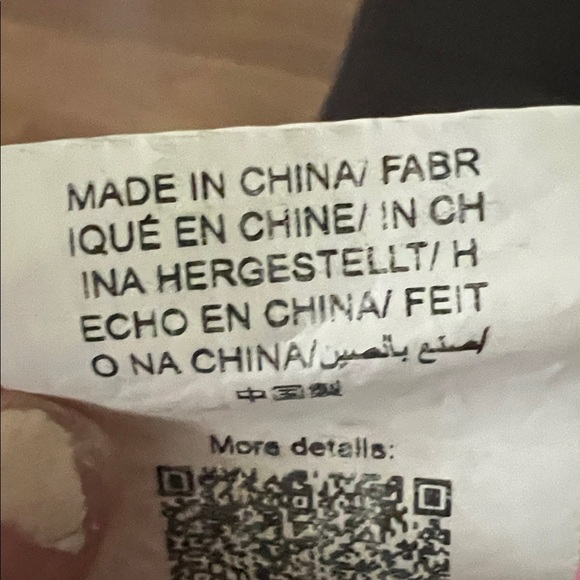 MADE IN CHINA/ FABR
IQUÉ EN CHINE/ IN CH
INA HERGESTELLT/ H
ECHO EN CHINA/ FEIT
O NA CHINA/صنع بالصين/
中国製
More details: